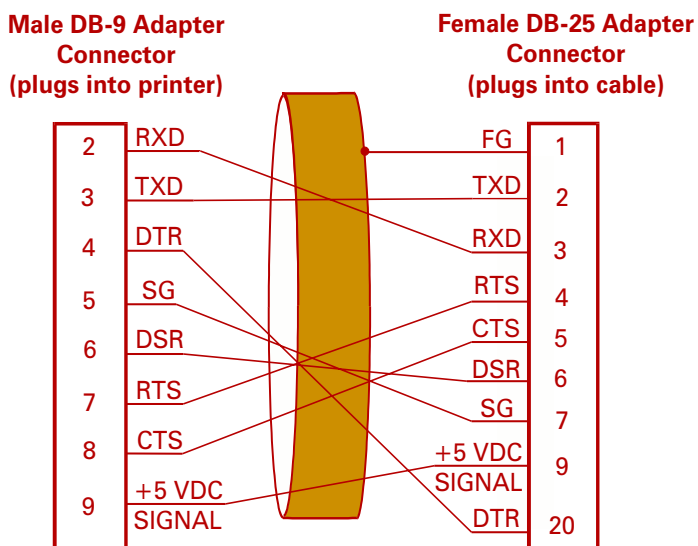 Male DB-9 Adapter
Connector
(plugs into printer)
Female DB-25 Adapter
Connector
(plugs into cable)
2 RXD
3 TXD
4 DTR
5 SG
6 DSR
7 RTS
8 CTS
9 +5 VDC
SIGNAL
FG 1
TXD 2
RXD 3
RTS 4
CTS 5
DSR 6
SG 7
+5 VDC 9
SIGNAL
DTR 20